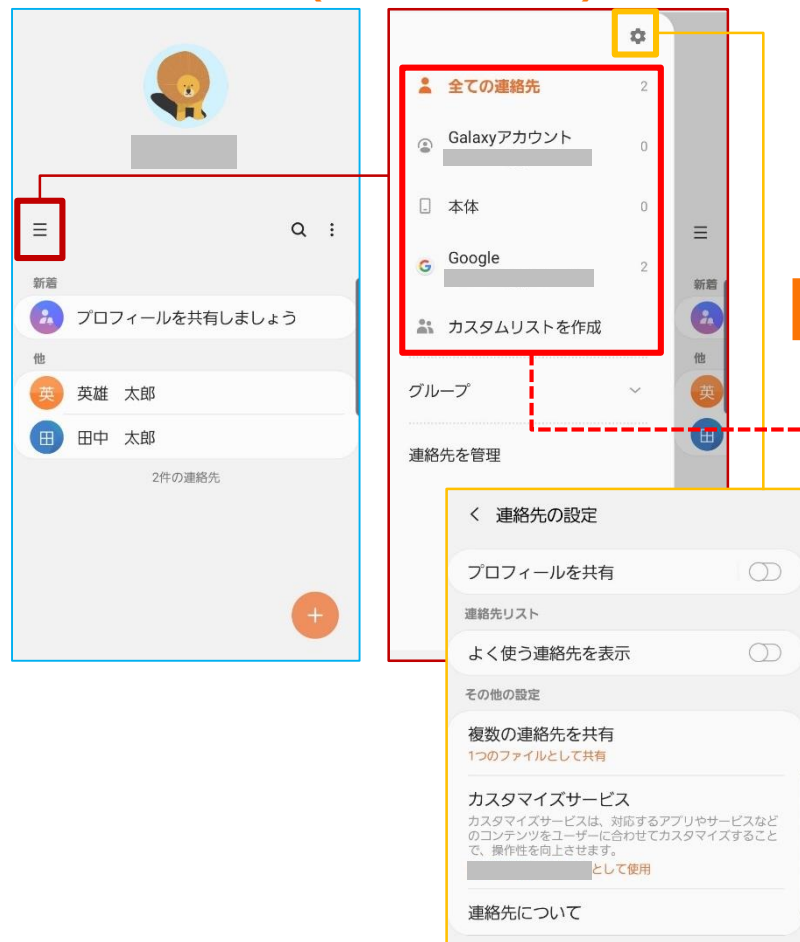 新着
プロフィールを共有しましょう
他
英
英雄 太郎
田
田中 太郎
2件の連絡先
全ての連絡先 2
Galaxyアカウント 0
本体 0
Google 2
カスタムリストを作成
グループ
連絡先を管理
新着
他
英
田
連絡先の設定
プロフィールを共有
連絡先リスト
よく使う連絡先を表示
その他の設定
複数の連絡先を共有
1つのファイルとして共有
カスタマイズサービス
カスタマイズサービスは、対応するアプリやサービスなど
のコンテンツをユーザーに合わせてカスタマイズすること
で、操作性を向上させます。
として使用
連絡先について